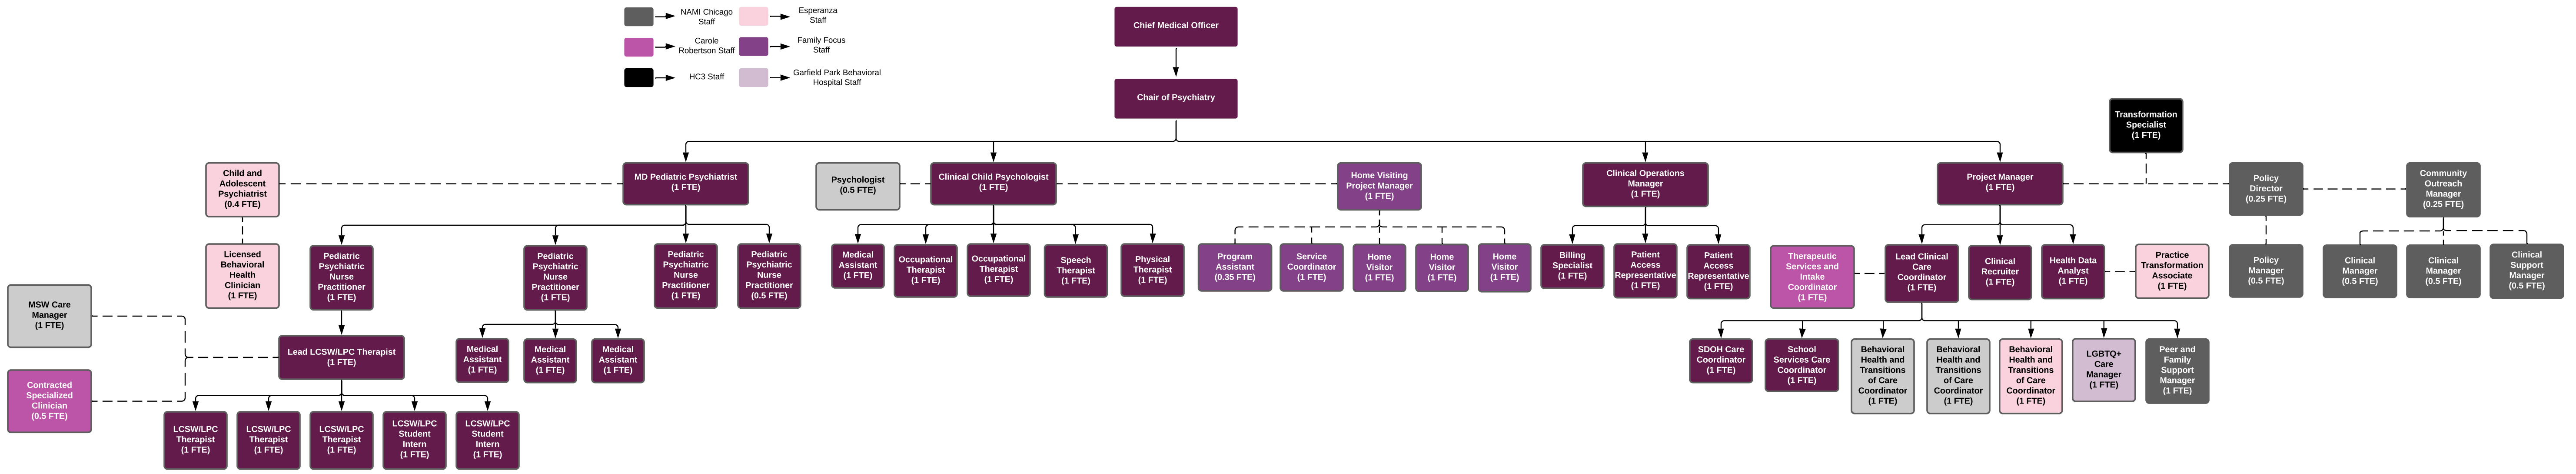 NAMI Chicago
Staff
Esperanza
Staff
Carole
Robertson Staff
Family Focus
Staff
HC3 Staff
Garfield Park Behavioral
Hospital Staff
Chief Medical Officer
Chair of Psychiatry
Transformation
Specialist
(1 FTE)
Child and
Adolescent
Psychiatrist
(0.4 FTE)
MD Pediatric Psychiatrist
(1 FTE)
Psychologist
(0.5 FTE)
Clinical Child Psychologist
(1 FTE)
Home Visiting
Project Manager
(1 FTE)
Clinical Operations
Manager
(1 FTE)
Project Manager
(1 FTE)
Policy
Director
(0.25 FTE)
Community
Outreach
Manager
(0.25 FTE)
Licensed
Behavioral
Health
Clinician
(1 FTE)
Pediatric
Psychiatric
Nurse
Practitioner
(1 FTE)
Pediatric
Psychiatric
Nurse
Practitioner
(1 FTE)
Pediatric
Psychiatric
Nurse
Practitioner
(1 FTE)
Pediatric
Psychiatric
Nurse
Practitioner
(0.5 FTE)
Medical
Assistant
(1 FTE)
Occupational
Therapist
(1 FTE)
Occupational
Therapist
(1 FTE)
Speech
Therapist
(1 FTE)
Physical
Therapist
(1 FTE)
Program
Assistant
(0.35 FTE)
Service
Coordinator
(1 FTE)
Home
Visitor
(1 FTE)
Home
Visitor
(1 FTE)
Home
Visitor
(1 FTE)
Billing
Specialist
(1 FTE)
Patient
Access
Representative
(1 FTE)
Patient
Access
Representative
(1 FTE)
Therapeutic
Services and
Intake
Coordinator
(1 FTE)
Lead Clinical
Care
Coordinator
(1 FTE)
Clinical
Recruiter
(1 FTE)
Health Data
Analyst
(1 FTE)
Practice
Transformation
Associate
(1 FTE)
Policy
Manager
(0.5 FTE)
Clinical
Manager
(0.5 FTE)
Clinical
Manager
(0.5 FTE)
Clinical
Support
Manager
(0.5 FTE)
MSW Care
Manager
(1 FTE)
Lead LCSW/LPC Therapist
(1 FTE)
Medical
Assistant
(1 FTE)
Medical
Assistant
(1 FTE)
Medical
Assistant
(1 FTE)
SDOH Care
Coordinator
(1 FTE)
School
Services Care
Coordinator
(1 FTE)
Behavioral
Health and
Transitions
of Care
Coordinator
(1 FTE)
Behavioral
Health and
Transitions
of Care
Coordinator
(1 FTE)
Behavioral
Health and
Transitions
of Care
Coordinator
(1 FTE)
LGBTQ+
Care
Manager
(1 FTE)
Peer and
Family
Support
Manager
(1 FTE)
Contracted
Specialized
Clinician
(0.5 FTE)
LCSW/LPC
Therapist
(1 FTE)
LCSW/LPC
Therapist
(1 FTE)
LCSW/LPC
Therapist
(1 FTE)
LCSW/LPC
Student
Intern
(1 FTE)
LCSW/LPC
Student
Intern
(1 FTE)